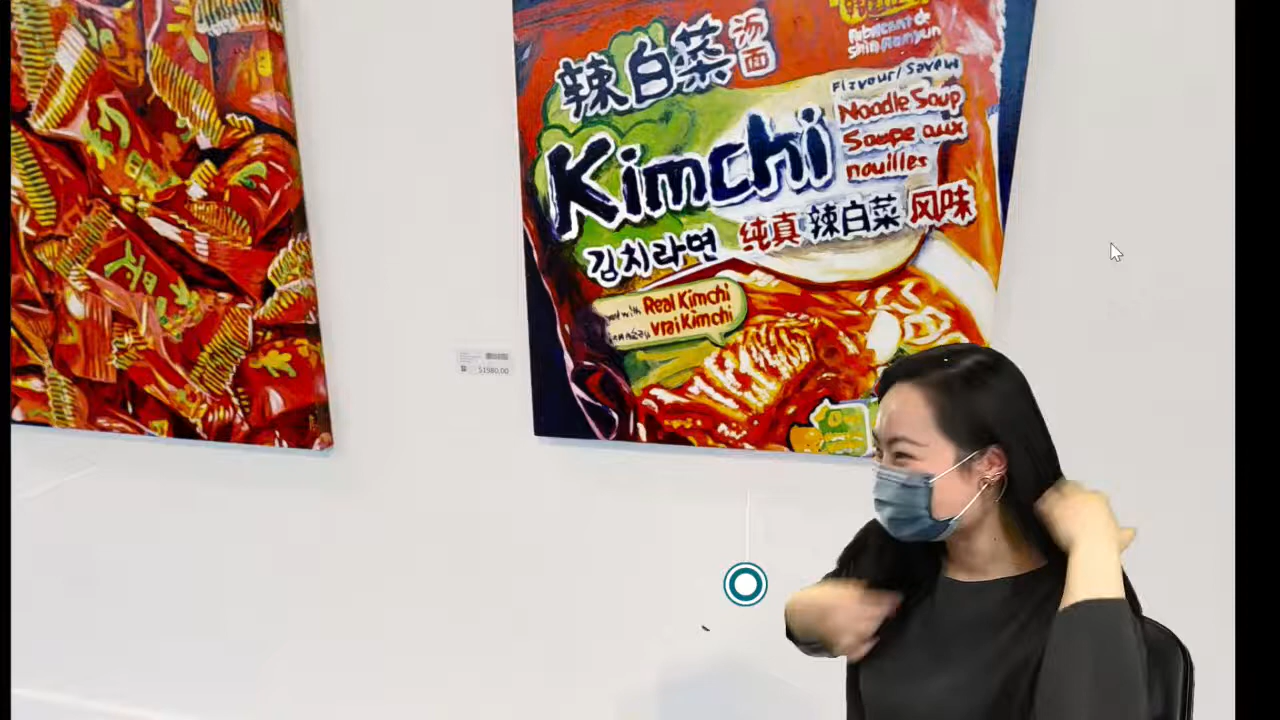 辣白菜 汤面
Fabricant de
Shin Ramyun
Flavour/Saveur
Noodle Soup
Soupe aux
nouilles
Kimchi
김치라면 纯真 辣白菜 风味
with Real Kimchi
vrai Kimchi
$1980.00